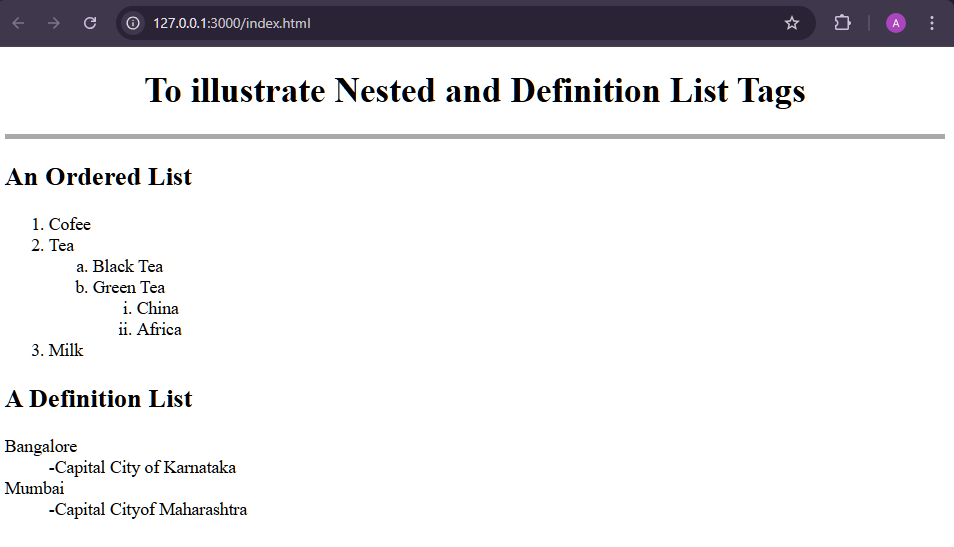 127.0.0.1:3000/index.html
A
To illustrate Nested and Definition List Tags
An Ordered List
1. Cofee
2. Tea
a. Black Tea
b. Green Tea
i. China
ii. Africa
3. Milk
A Definition List
Bangalore
-Capital City of Karnataka
Mumbai
-Capital Cityof Maharashtra